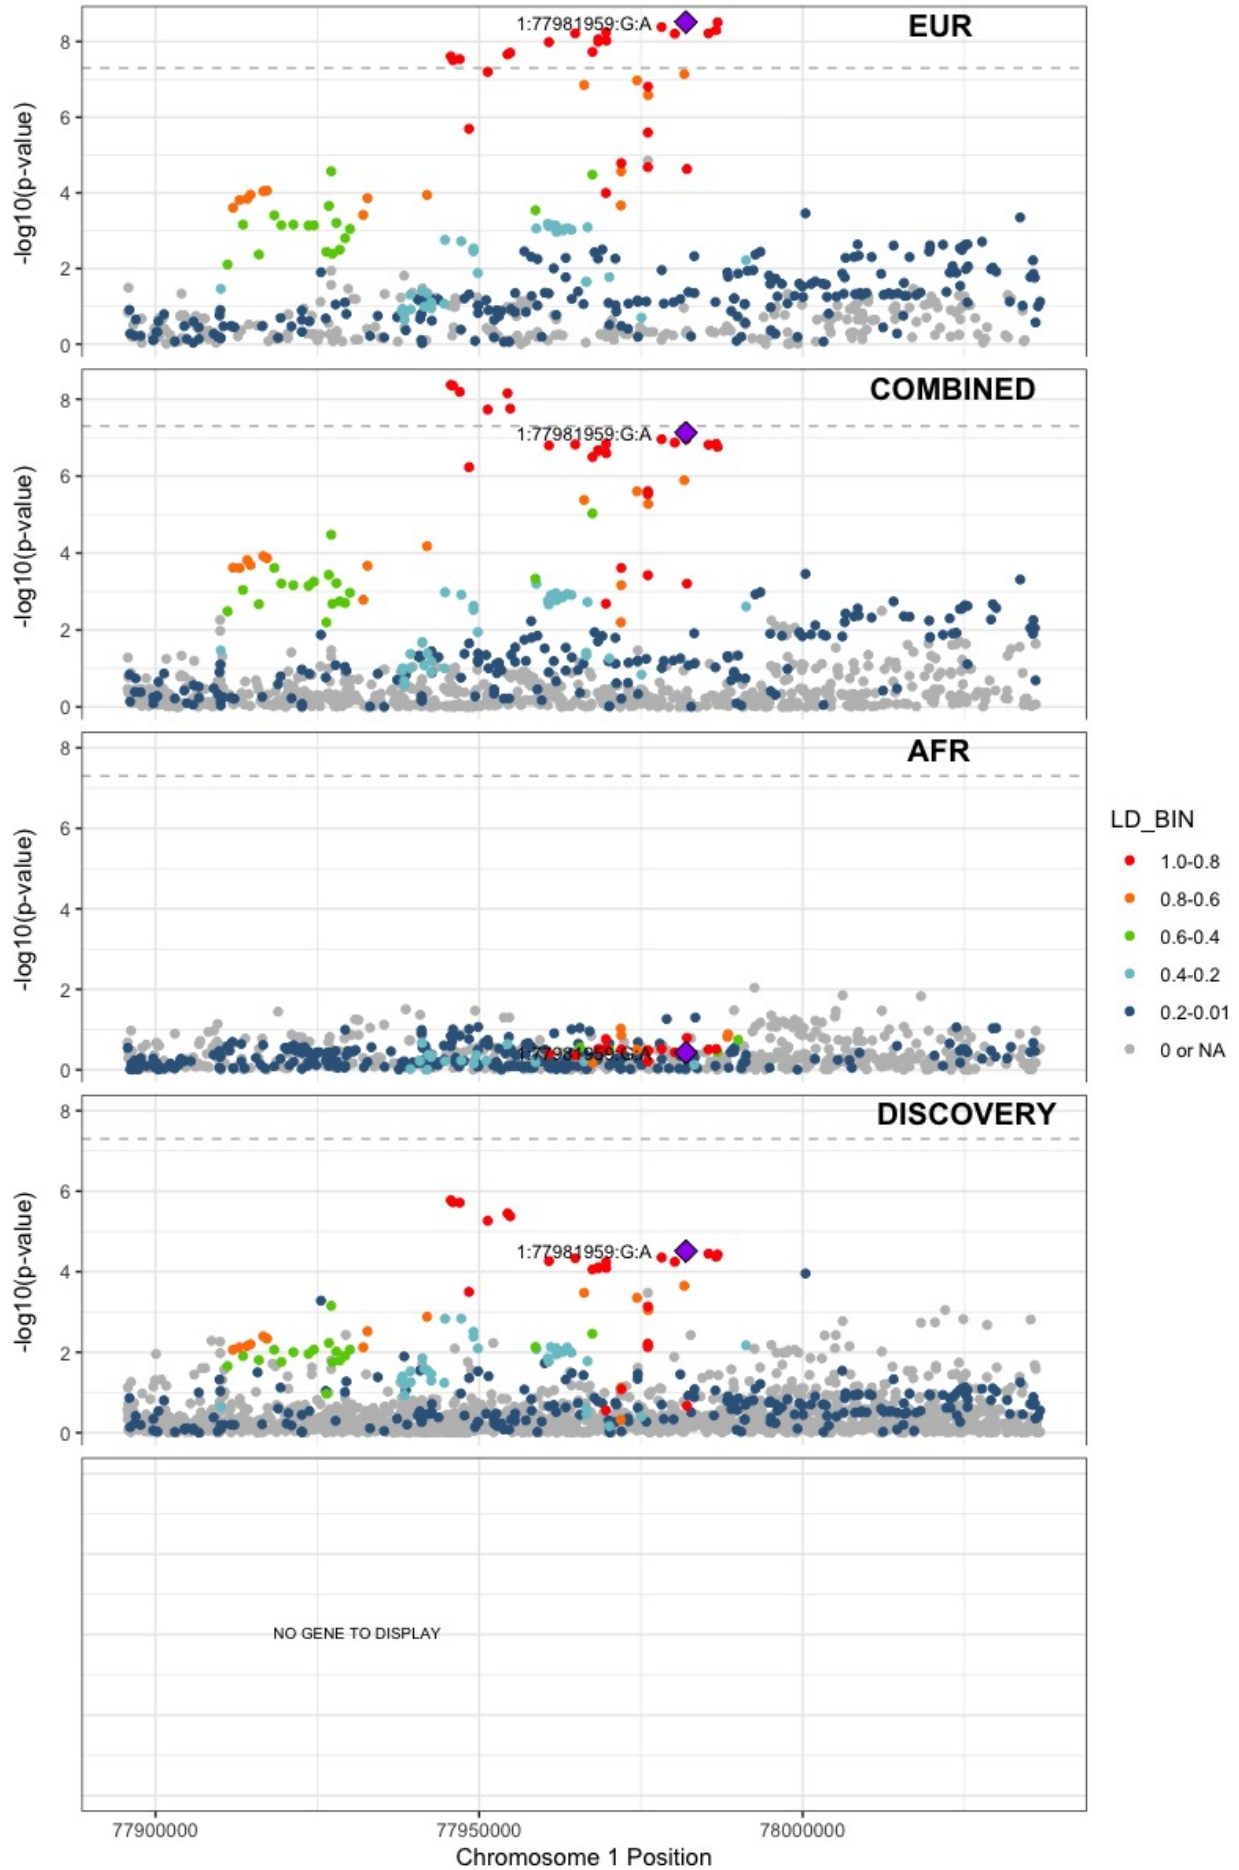 EUR
1:77981959:G:A
8
6
4
2
0
-log10(p-value)
COMBINED
1:77981959:G:A
8
6
4
2
0
-log10(p-value)
AFR
1:77981959:G:A
8
6
4
2
0
-log10(p-value)
DISCOVERY
1:77981959:G:A
8
6
4
2
0
-log10(p-value)
LD_BIN
1.0-0.8
0.8-0.6
0.6-0.4
0.4-0.2
0.2-0.01
0 or NA
NO GENE TO DISPLAY
77900000 77950000 78000000
Chromosome 1 Position